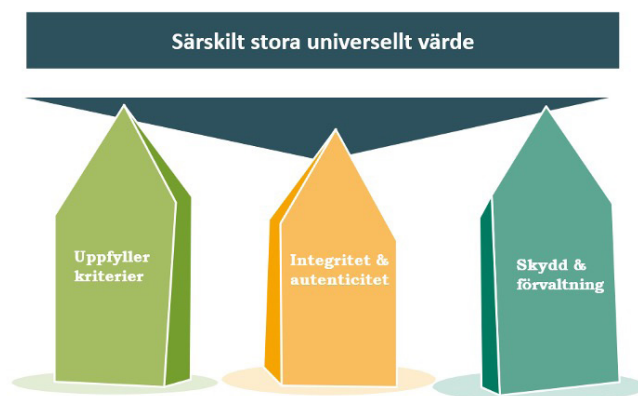 Särskilt stora universellt värde
Uppfyller
kriterier
Integritet &
autenticitet
Skydd &
förvaltning